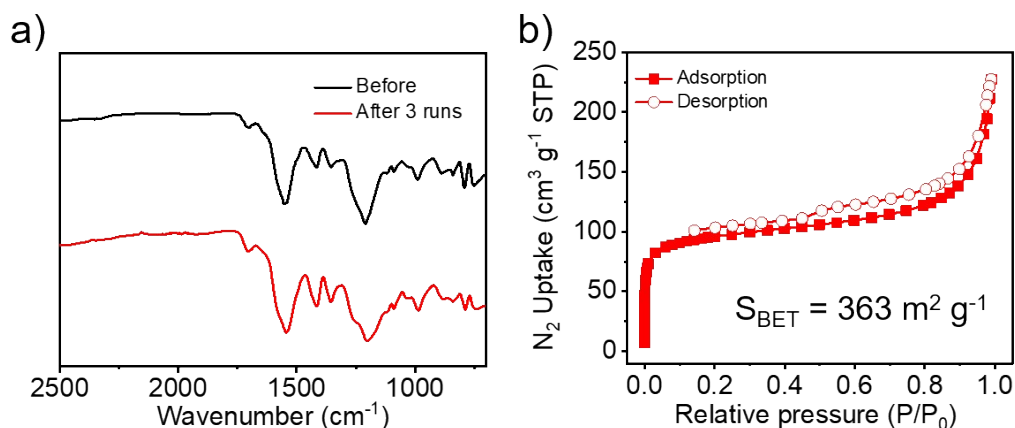 a)
Before
After 3 runs
2500
2000
1500
1000
Wavenumber (cm⁻¹)
b)
N₂ Uptake (cm³ g⁻¹ STP)
250
200
150
100
50
0
Adsorption
Desorption
S_BET = 363 m² g⁻¹
0.0
0.2
0.4
0.6
0.8
1.0
Relative pressure (P/P₀)